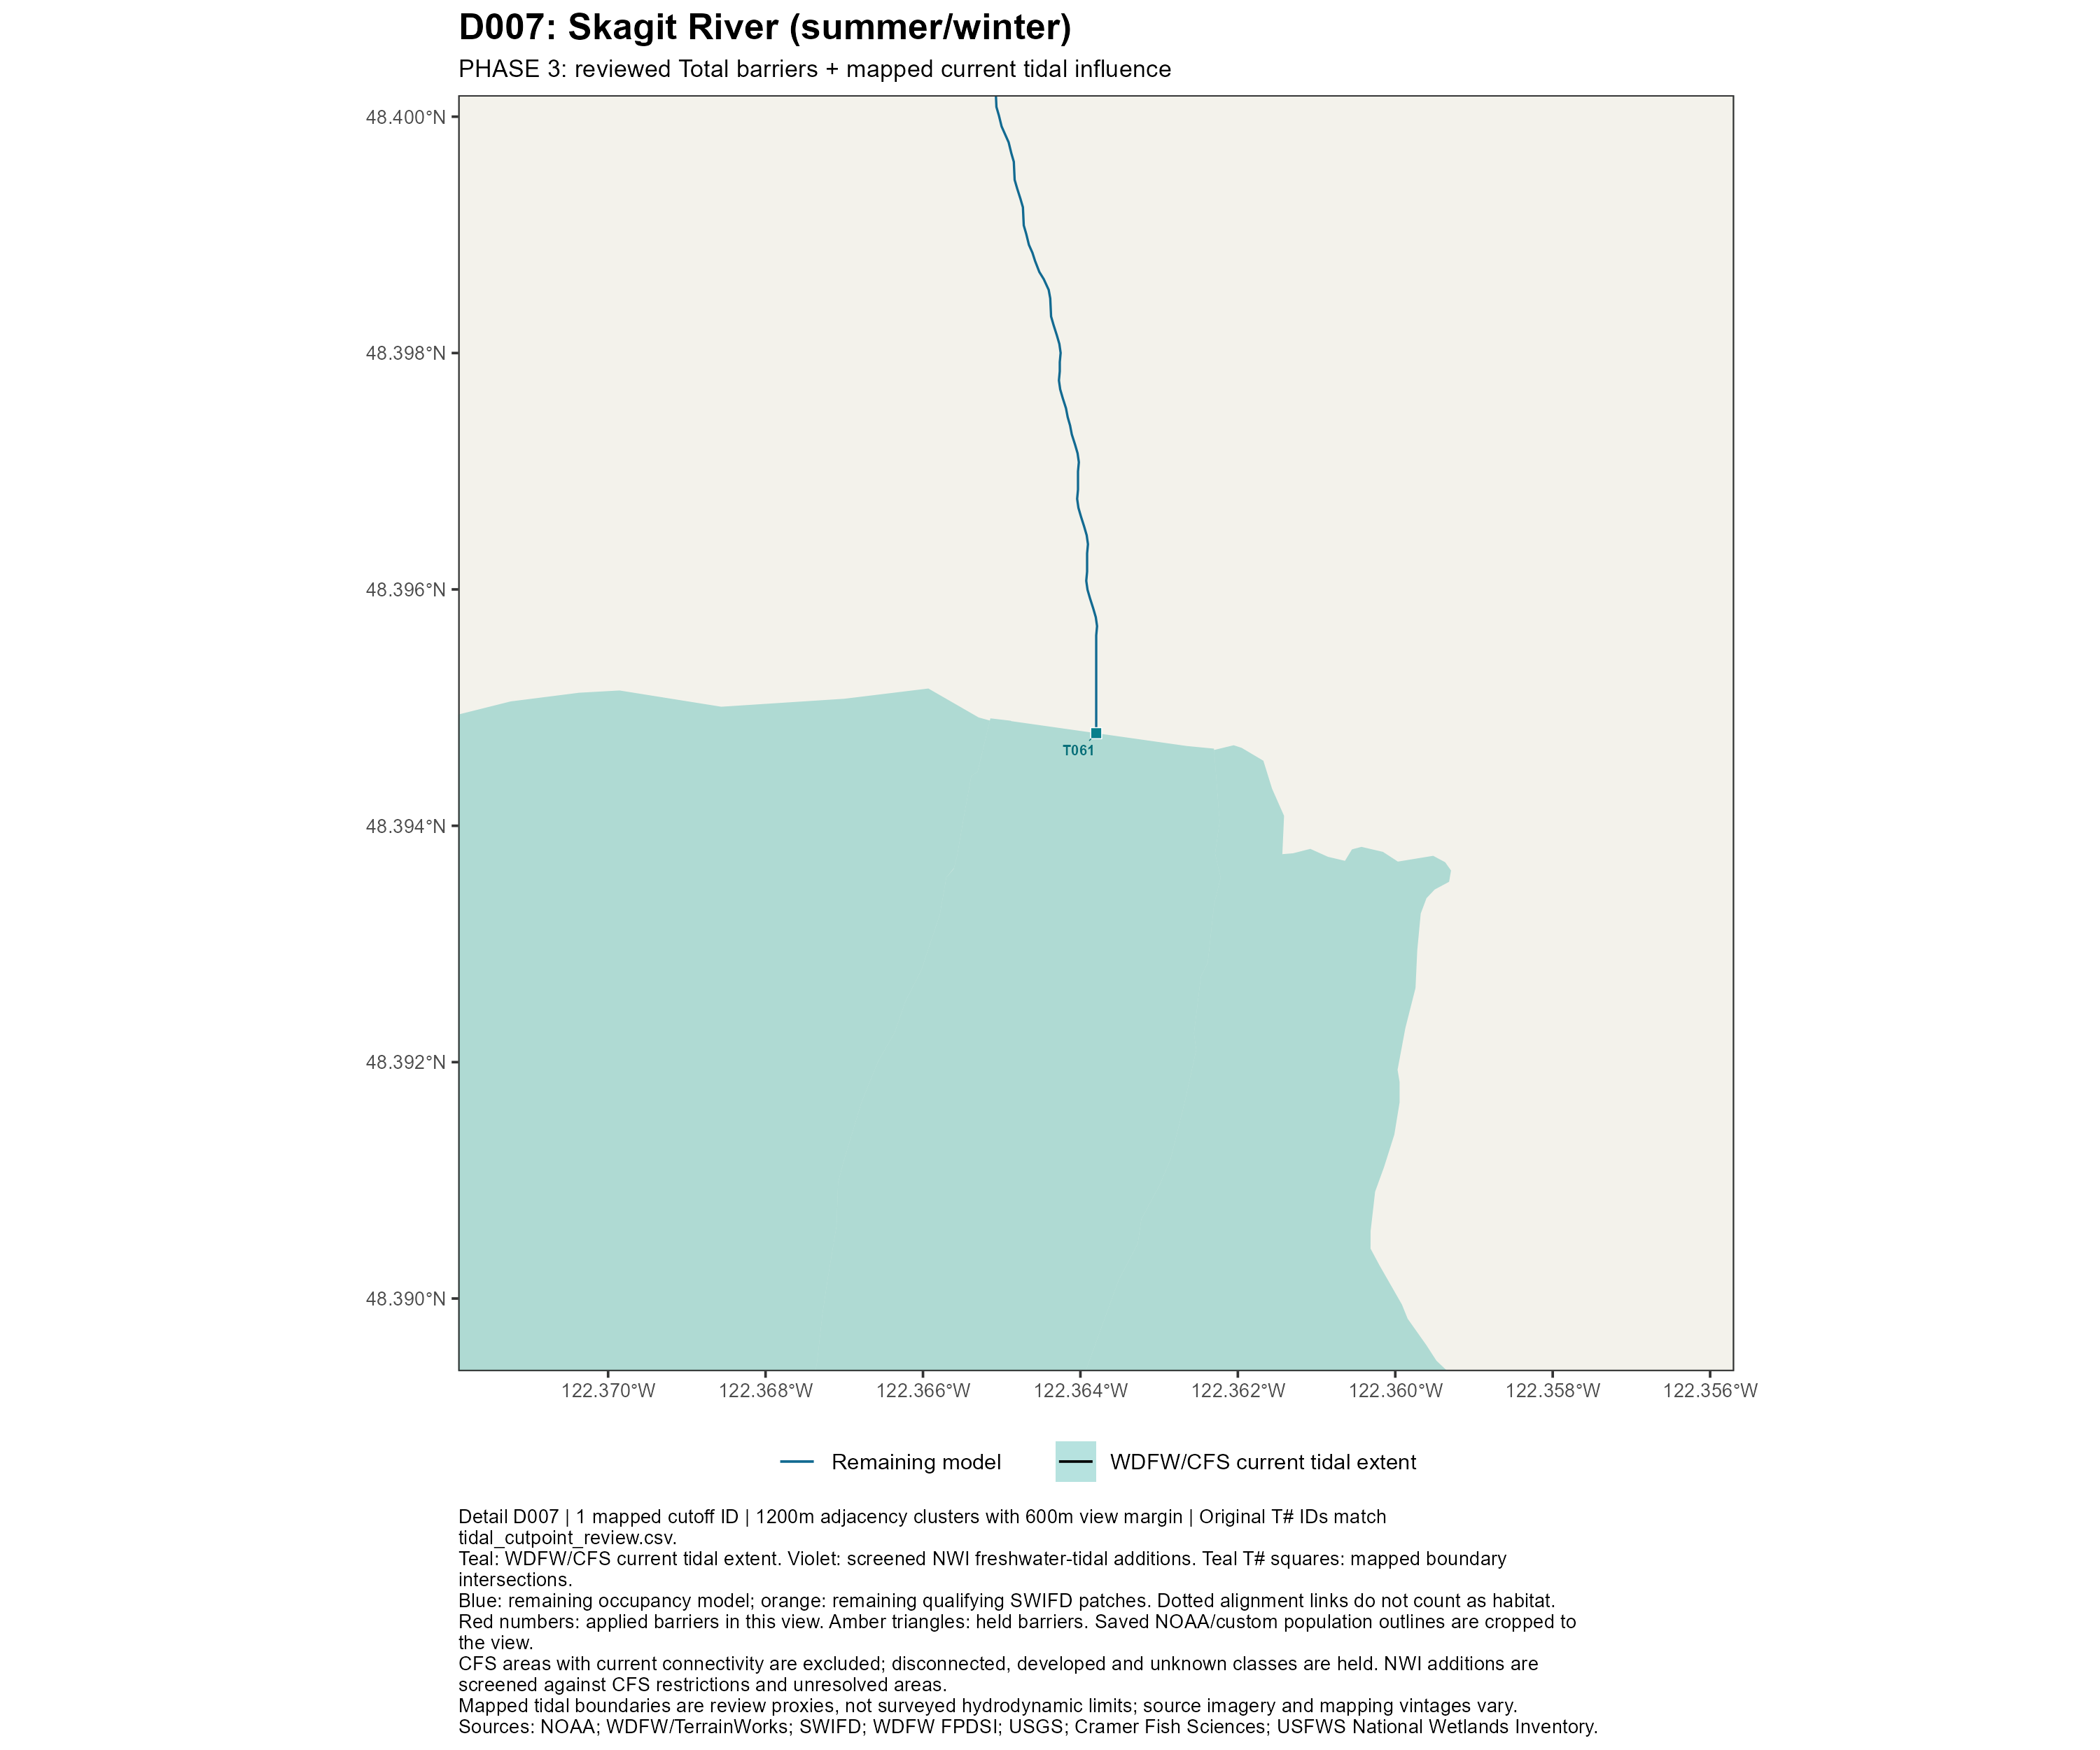 D007: Skagit River (summer/winter)
PHASE 3: reviewed Total barriers + mapped current tidal influence
48.400°N
48.398°N
48.396°N
48.394°N
48.392°N
48.390°N
T061
122.370°W
122.368°W
122.366°W
122.364°W
122.362°W
122.360°W
122.358°W
122.356°W
Remaining model
WDFW/CFS current tidal extent
Detail D007 | 1 mapped cutoff ID | 1200m adjacency clusters with 600m view margin | Original T# IDs match
tidal_cutpoint_review.csv.
Teal: WDFW/CFS current tidal extent. Violet: screened NWI freshwater-tidal additions. Teal T# squares: mapped boundary
intersections.
Blue: remaining occupancy model; orange: remaining qualifying SWIFD patches. Dotted alignment links do not count as habitat.
Red numbers: applied barriers in this view. Amber triangles: held barriers. Saved NOAA/custom population outlines are cropped to
the view.
CFS areas with current connectivity are excluded; disconnected, developed and unknown classes are held. NWI additions are
screened against CFS restrictions and unresolved areas.
Mapped tidal boundaries are review proxies, not surveyed hydrodynamic limits; source imagery and mapping vintages vary.
Sources: NOAA; WDFW/TerrainWorks; SWIFD; WDFW FPDSI; USGS; Cramer Fish Sciences; USFWS National Wetlands Inventory.